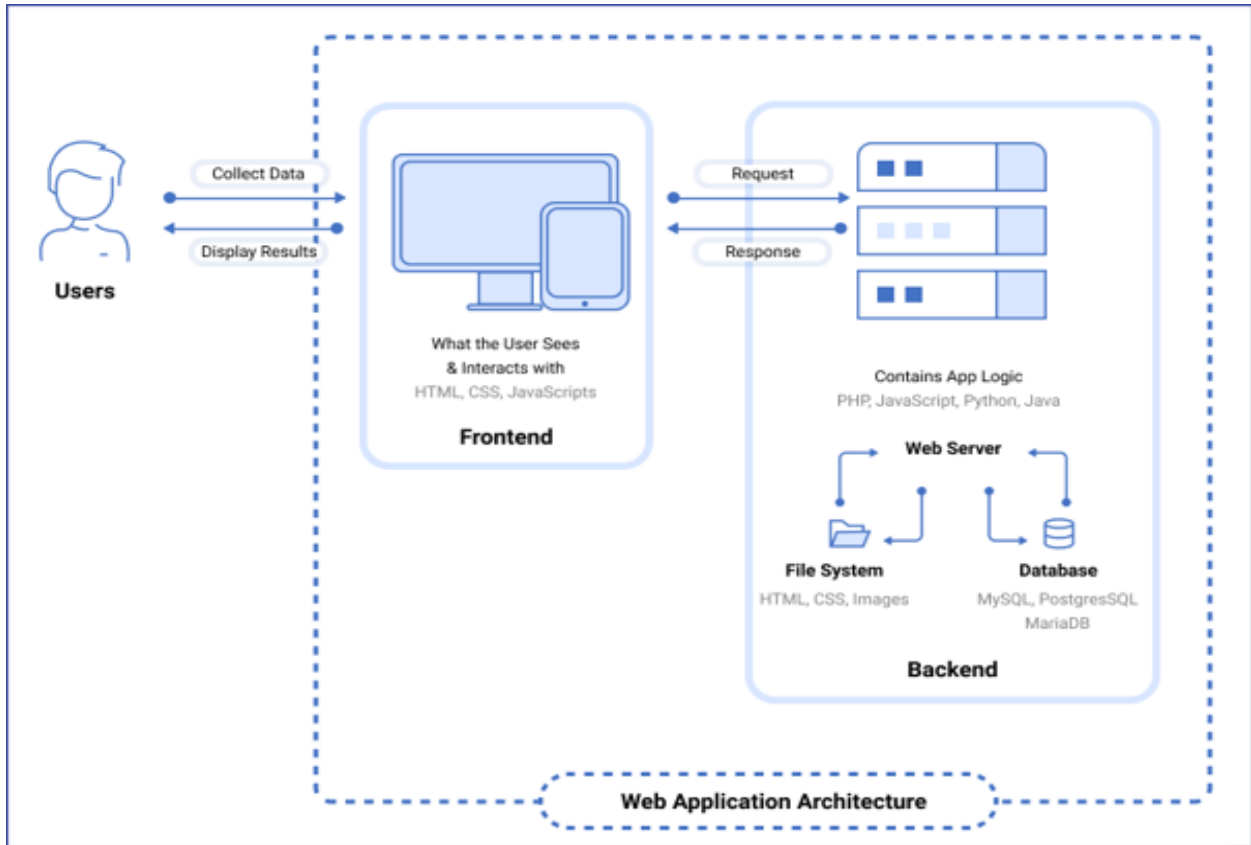 Collect Data
Display Results
Users
What the User Sees
& Interacts with
HTML, CSS, JavaScripts
Frontend
Request
Response
Contains App Logic
PHP, JavaScript, Python, Java
Web Server
File System
HTML, CSS, Images
Database
MySQL, PostgresSQL
MariaDB
Backend
Web Application Architecture